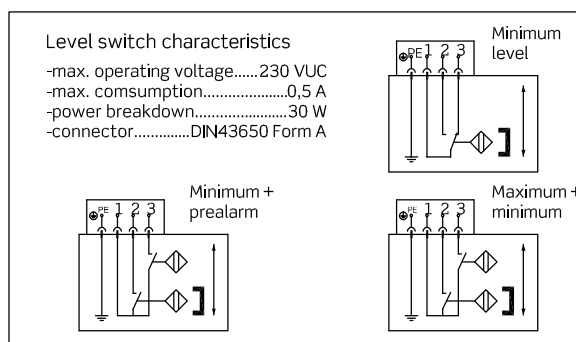 Level switch characteristics
-max. operating voltage......230 VUC
-max. comsumption.....................0,5 A
-power breakdown.......................30 W
-connector..............DIN43650 Form A
Minimum
level
PE 1 2 3
Minimum +
prealarm
PE 1 2 3
Maximum +
minimum
PE 1 2 3